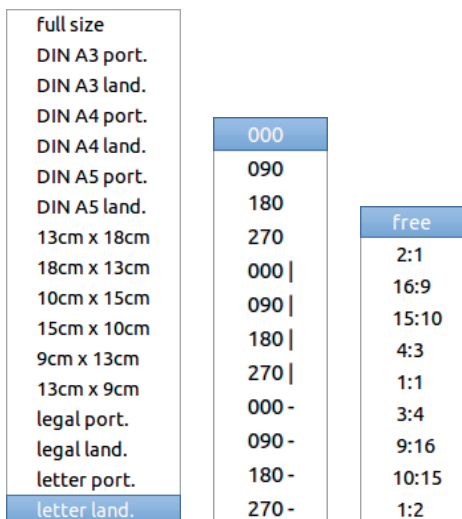 full size
DIN A3 port.
DIN A3 land.
DIN A4 port.
DIN A4 land.
DIN A5 port.
DIN A5 land.
13cm x 18cm
18cm x 13cm
10cm x 15cm
15cm x 10cm
9cm x 13cm
13cm x 9cm
legal port.
legal land.
letter port.
letter land.
000
090
180
270
000 |
090 |
180 |
270 |
000 -
090 -
180 -
270 -
free
2:1
16:9
15:10
4:3
1:1
3:4
9:16
10:15
1:2